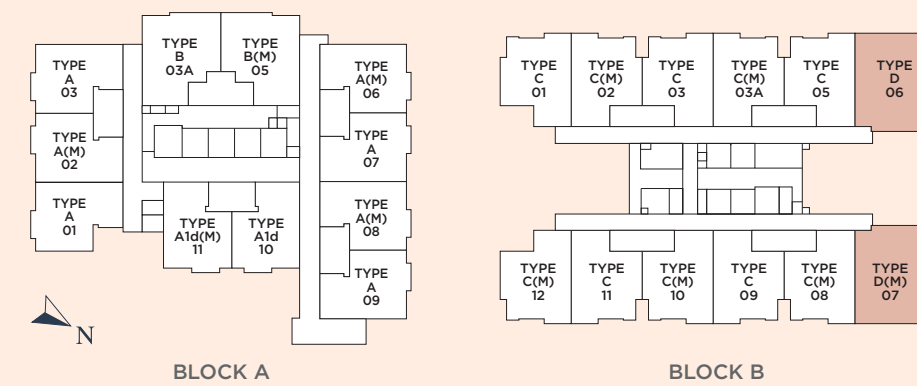 TYPE
B
03A
TYPE
B(M)
05
TYPE
A
03
TYPE
A(M)
06
TYPE
A(M)
02
TYPE
A
07
TYPE
A
01
TYPE
A1d(M)
11
TYPE
A1d
10
TYPE
A(M)
08
TYPE
A
09
N
BLOCK A
TYPE
C
01
TYPE
C(M)
02
TYPE
C
03
TYPE
C(M)
03A
TYPE
C
05
TYPE
D
06
TYPE
C(M)
12
TYPE
C
11
TYPE
C(M)
10
TYPE
C
09
TYPE
C(M)
08
TYPE
D(M)
07
BLOCK B